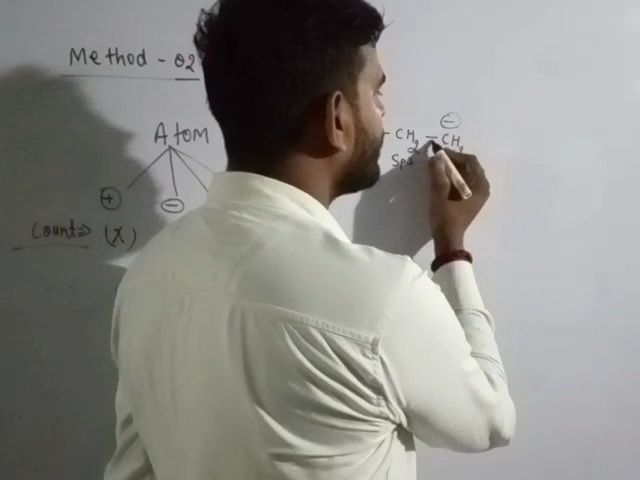 Method - 02
Atom
+ -
Count => (X)
-
- CH2 - CH2
Sp3